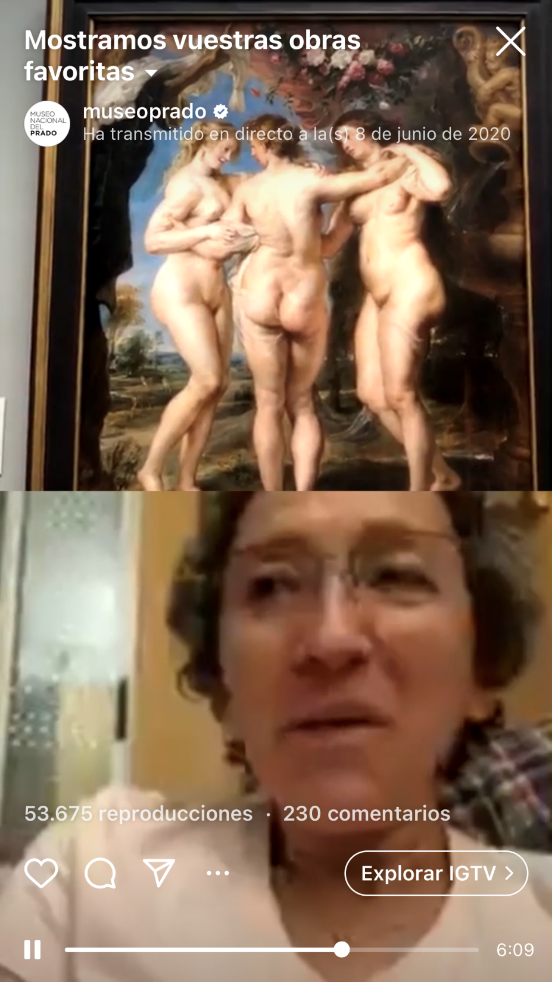 Mostramos vuestras obras
favoritas
MUSEO
NACIONAL
DEL
PRADO
museoprado
Ha transmitido en directo a la(s) 8 de junio de 2020
53.675 reproducciones · 230 comentarios
Explorar IGTV >
6:09